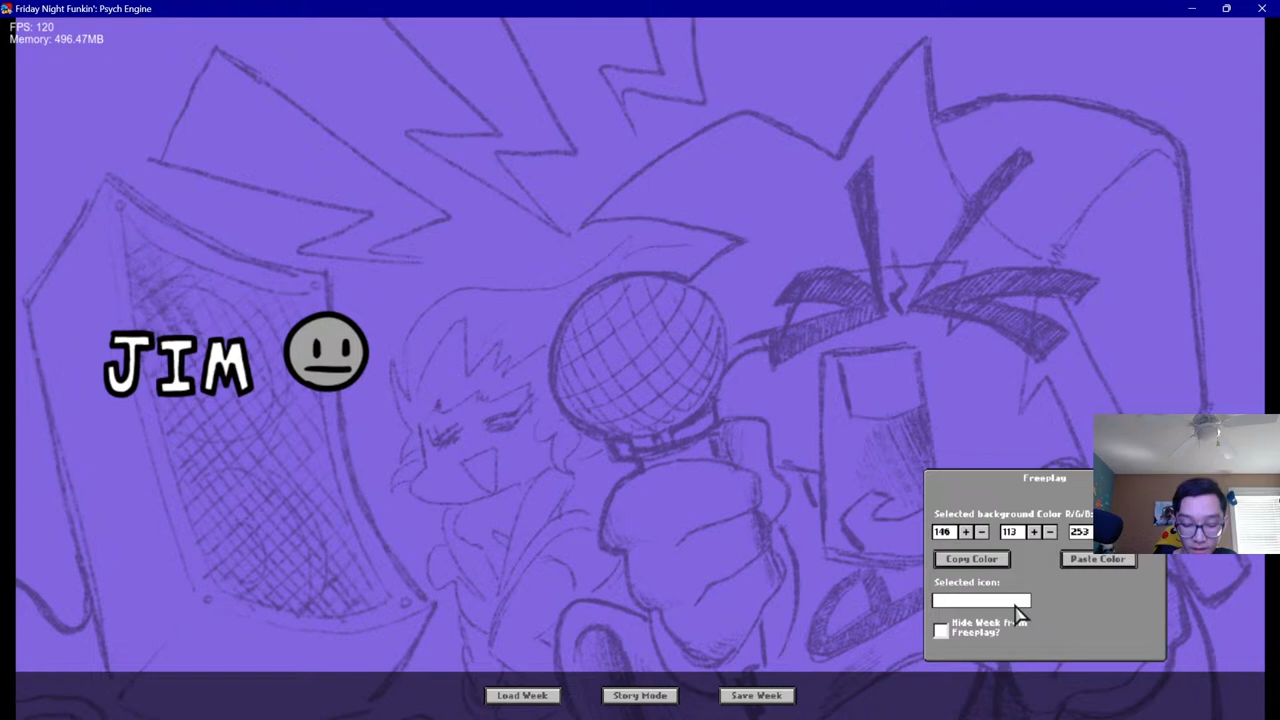 Friday Night Funkin': Psych Engine
FPS: 120
Memory: 496.47MB
JIM
Freeplay
Selected background Color R/G/B:
146 + - 113 + - 253
Copy Color Paste Color
Selected icon:
Hide Week from
Freeplay?
Load Week Story Mode Save Week